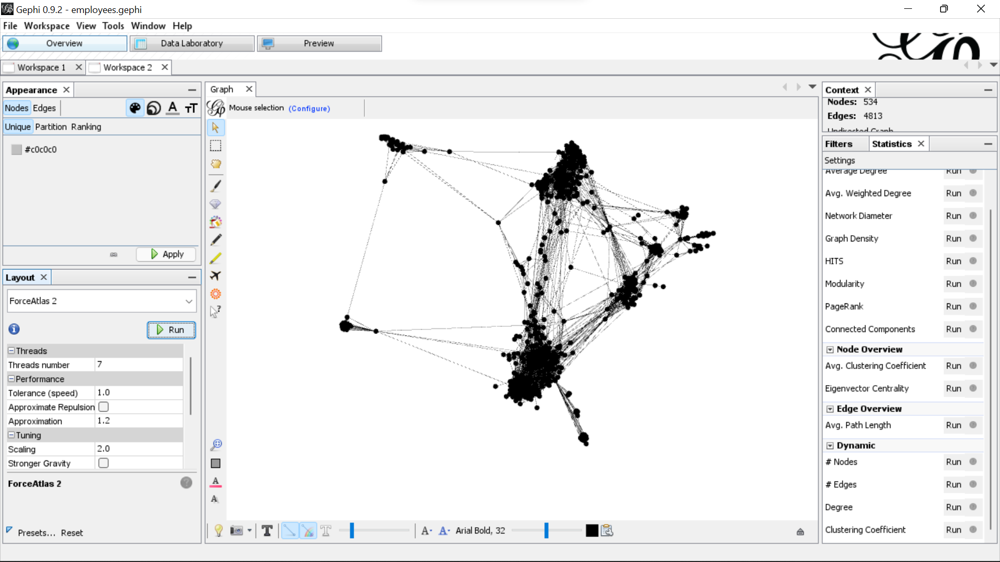 Gephi 0.9.2 - employees.gephi
File Workspace View Tools Window Help
Overview
Data Laboratory
Preview
Workspace 1
Workspace 2
Appearance
Nodes Edges
Unique Partition Ranking
#c0c0c0
Apply
Layout
ForceAtlas 2
Run
Threads
Threads number 7
Performance
Tolerance (speed) 1.0
Approximate Repulsion
Approximation 1.2
Tuning
Scaling 2.0
Stronger Gravity
ForceAtlas 2
Presets... Reset
Graph
Mouse selection (Configure)
Arial Bold, 32
Context
Nodes: 534
Edges: 4813
Undirected Graph
Filters
Statistics
Settings
Average Degree Run
Avg. Weighted Degree Run
Network Diameter Run
Graph Density Run
HITS Run
Modularity Run
PageRank Run
Connected Components Run
Node Overview
Avg. Clustering Coefficient Run
Eigenvector Centrality Run
Edge Overview
Avg. Path Length Run
Dynamic
# Nodes Run
# Edges Run
Degree Run
Clustering Coefficient Run